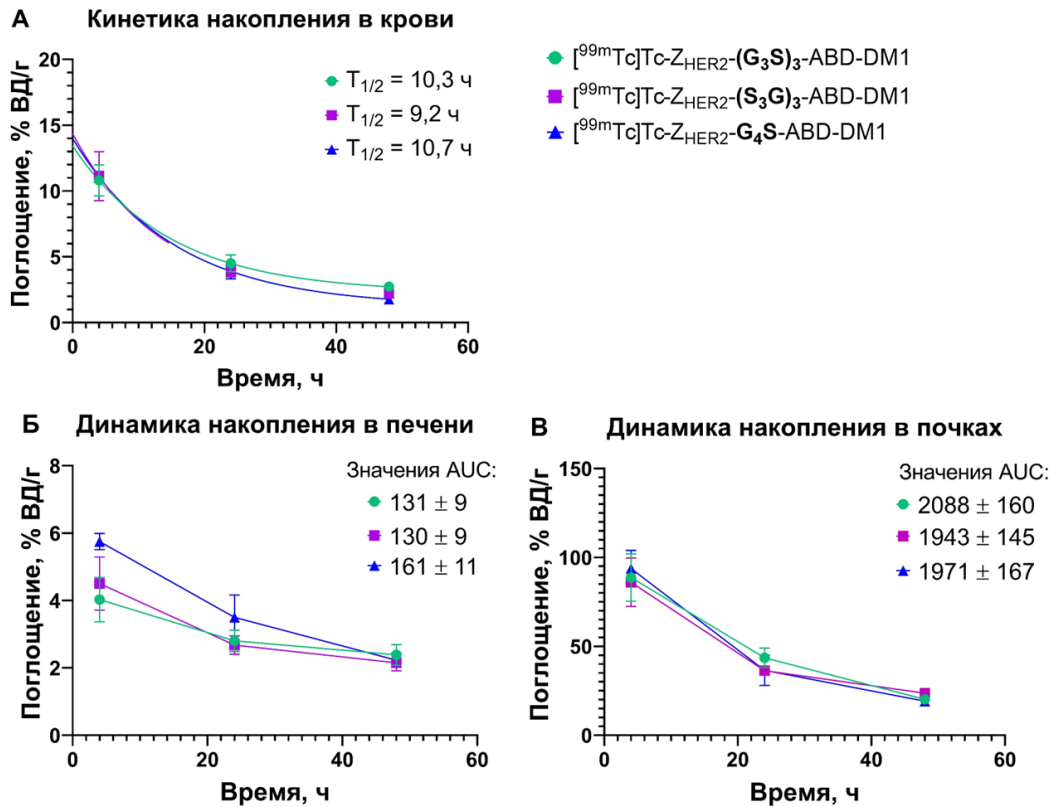 А Кинетика накопления в крови
Поглощение, % ВД/г
20
15
10
5
0
0 20 40 60
Время, ч
T1/2 = 10,3 ч
T1/2 = 9,2 ч
T1/2 = 10,7 ч
[99mTc]Tc-ZHER2-(G3S)3-ABD-DM1
[99mTc]Tc-ZHER2-(S3G)3-ABD-DM1
[99mTc]Tc-ZHER2-G4S-ABD-DM1
Б Динамика накопления в печени
Поглощение, % ВД/г
8
6
4
2
0
0 20 40 60
Время, ч
Значения AUC:
131 ± 9
130 ± 9
161 ± 11
В Динамика накопления в почках
Поглощение, % ВД/г
150
100
50
0
0 20 40 60
Время, ч
Значения AUC:
2088 ± 160
1943 ± 145
1971 ± 167